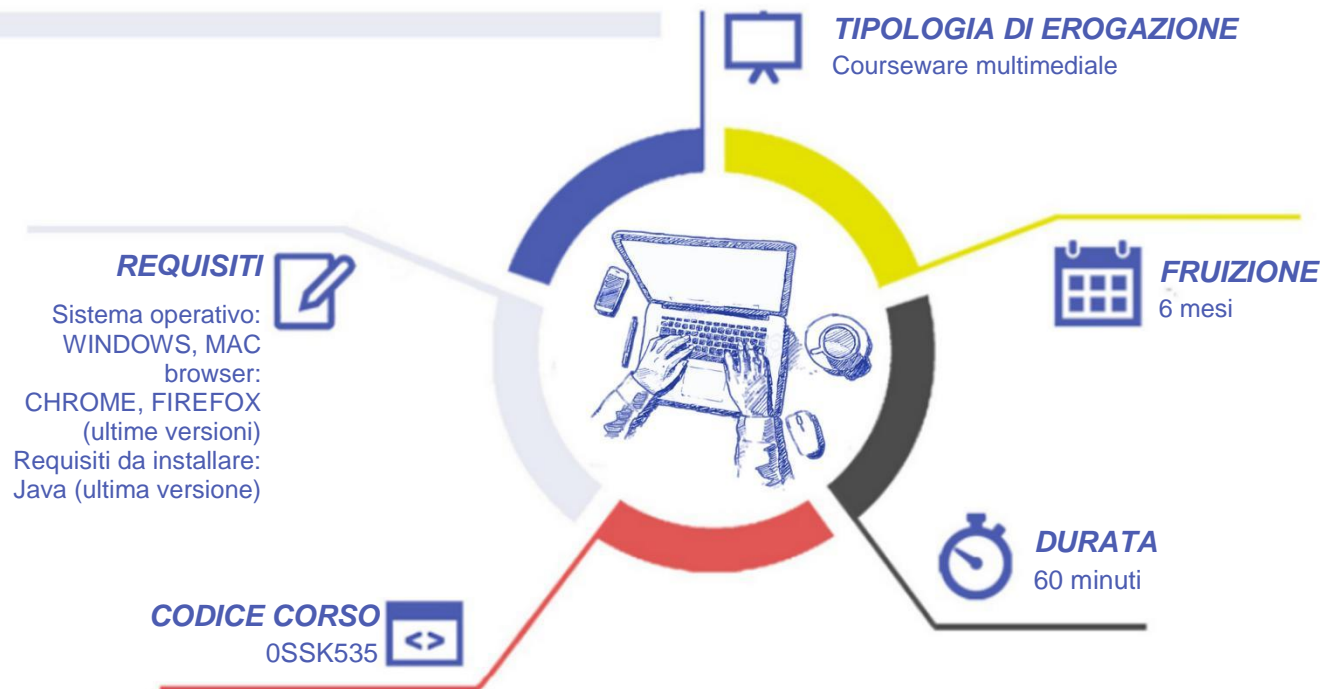 TIPOLOGIA DI EROGAZIONE
Courseware multimediale
REQUISITI
Sistema operativo:
WINDOWS, MAC
browser:
CHROME, FIREFOX
(ultime versioni)
Requisiti da installare:
Java (ultima versione)
FRUIZIONE
6 mesi
DURATA
60 minuti
CODICE CORSO
0SSK535